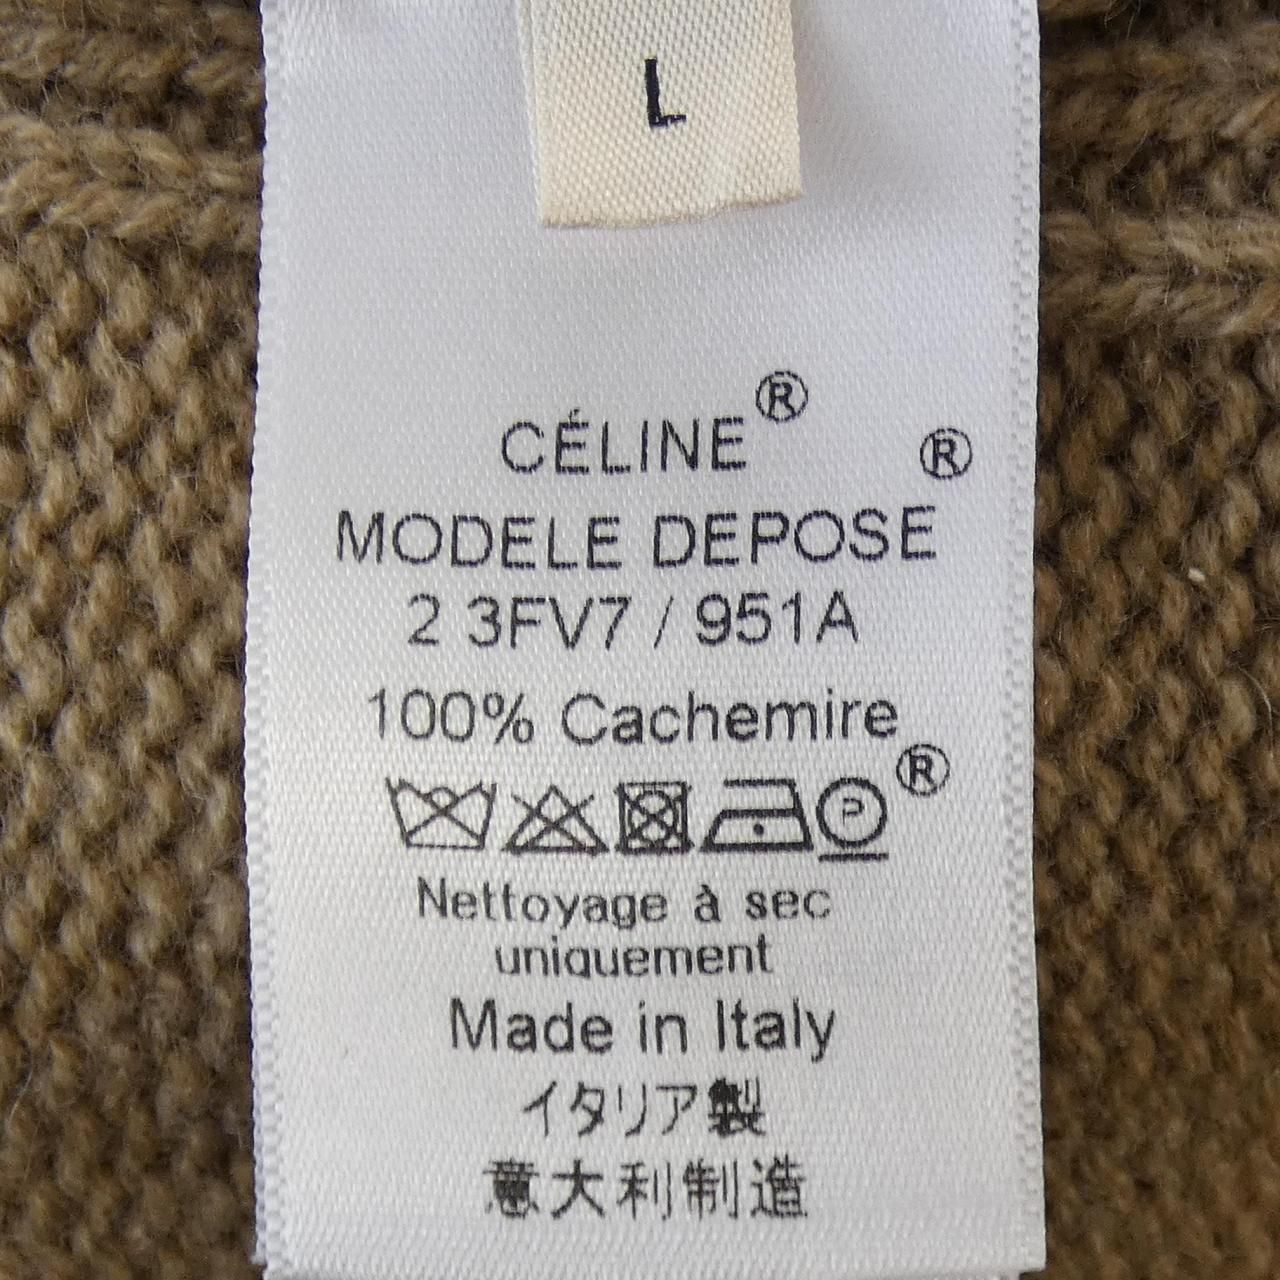 L
CÉLINE®
MODELE DEPOSE®
2 3FV7 / 951A
100% Cachemire
P ®
Nettoyage à sec
uniquement
Made in Italy
イタリア製
意大利制造